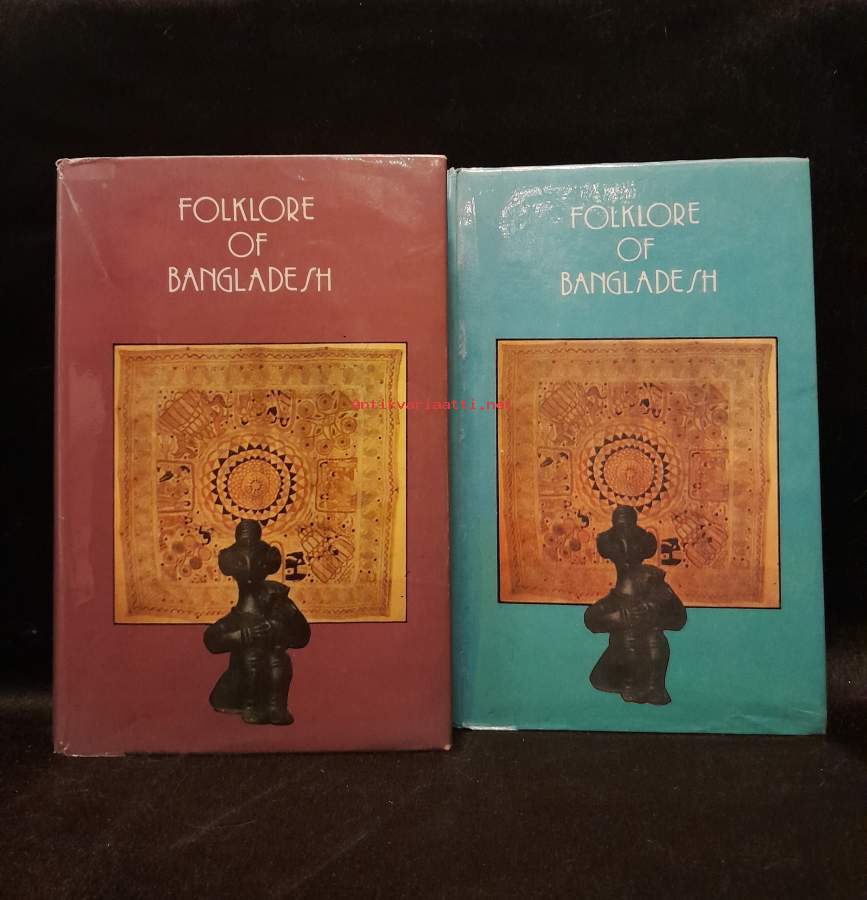 FOLKLORE
OF
BANGLADESH
FOLKLORE
OF
BANGLADESH
antikvariaatti.net